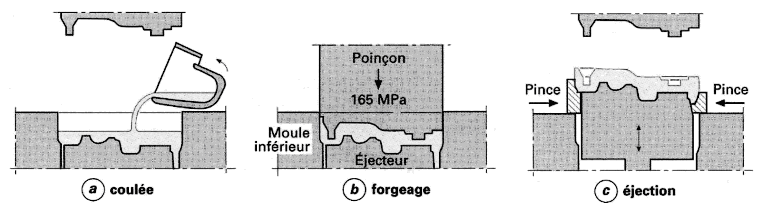 Poinçon
165 MPa
Moule
inférieur
Éjecteur
Pince
Pince
a coulée
b forgeage
c éjection